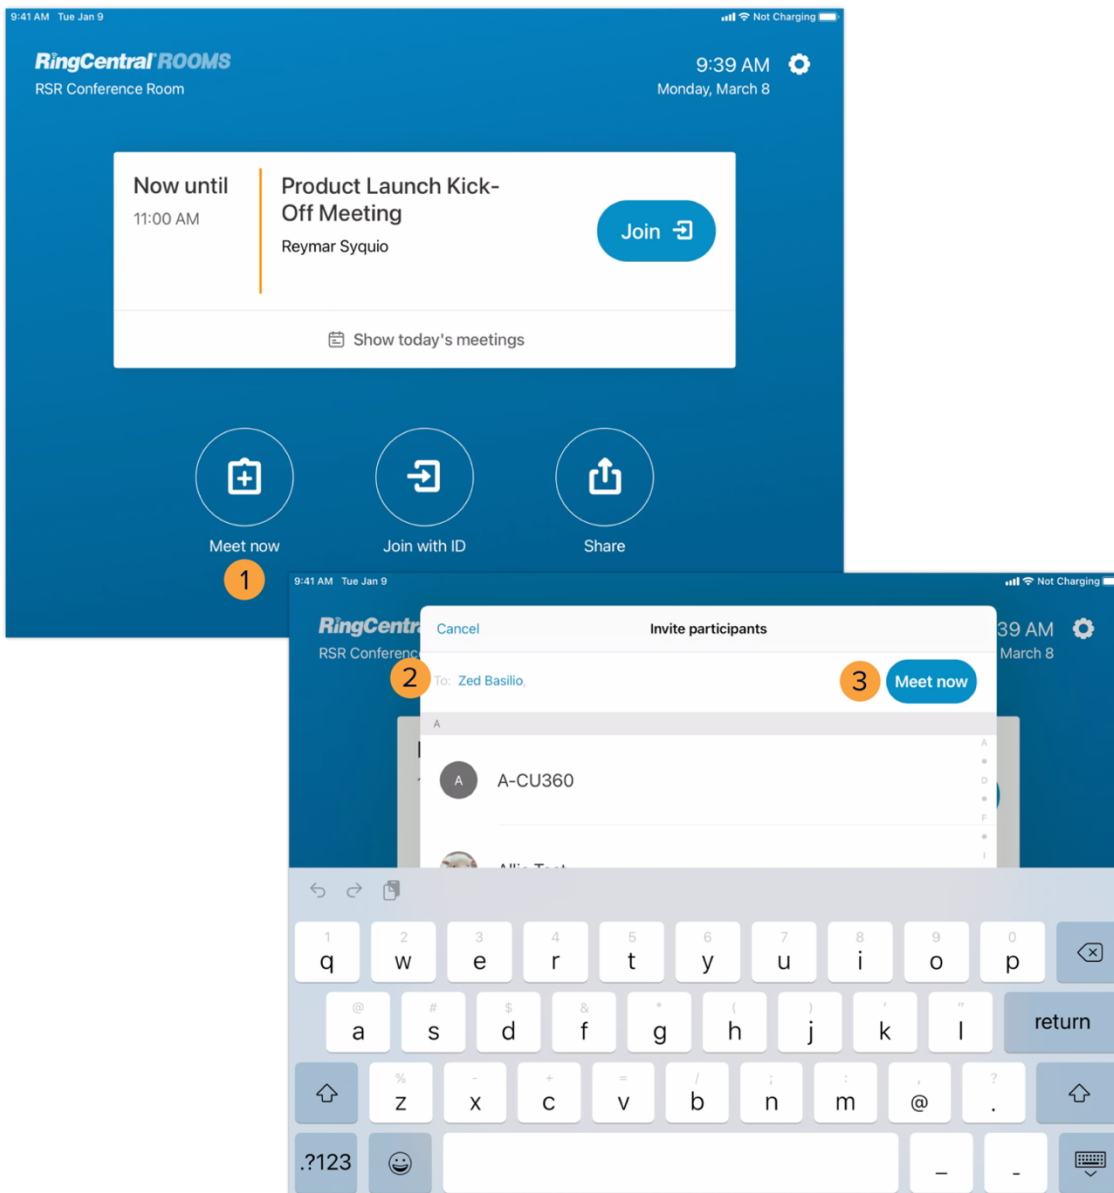 9:41 AM Tue Jan 9
Not Charging
RingCentral ROOMS
RSR Conference Room
9:39 AM
Monday, March 8
Now until
11:00 AM
Product Launch Kick-
Off Meeting
Reymar Syquio
Join
Show today's meetings
Meet now
Join with ID
Share
1
9:41 AM Tue Jan 9
Not Charging
RingCentr
RSR Conferenc
39 AM
March 8
Cancel
Invite participants
2
To: Zed Basilio,
3
Meet now
A
A
A-CU360
A
D
F
I
1 2 3 4 5 6 7 8 9 0
q w e r t y u i o p
@ # $ & * ( ) ' "
a s d f g h j k l return
% - + = / ; : , ?
z x c v b n m @ .
.?123 _ -